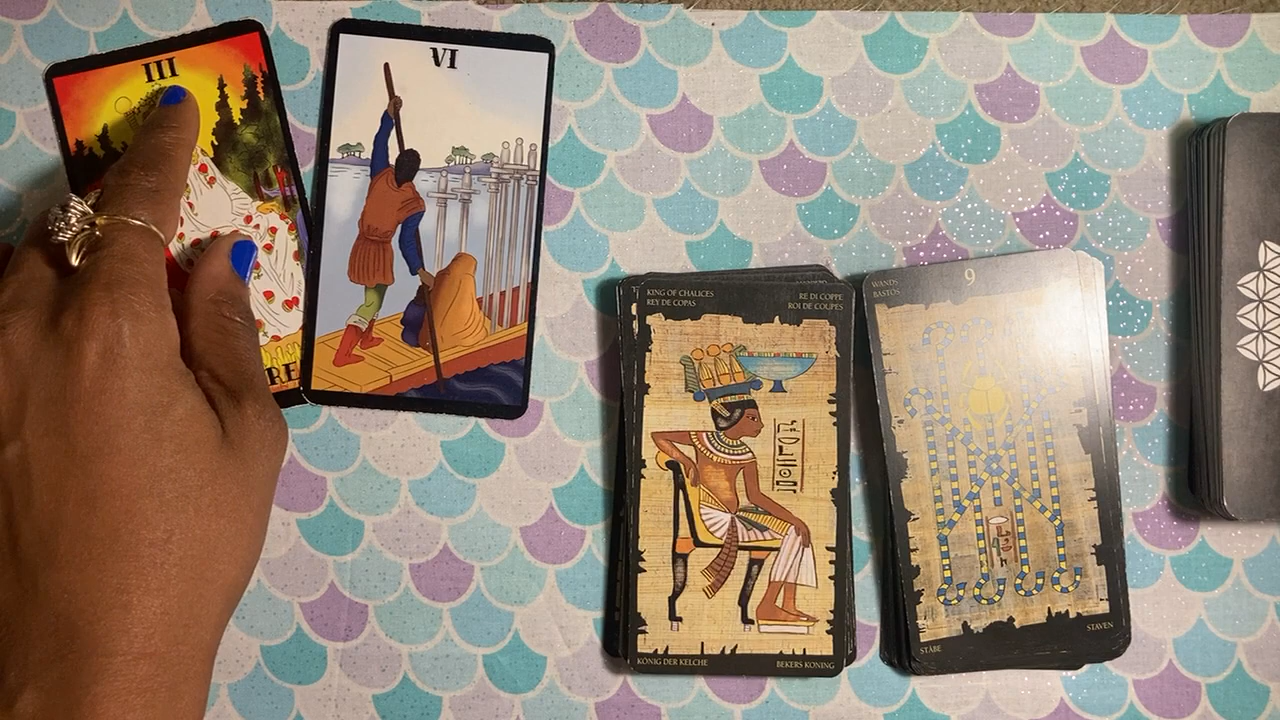 III
VI
RE
KING OF CHALICES
REY DE COPAS
RE DI COPPE
ROI DE COUPES
KÖNIG DER KELCHE
BEKERS KONING
WANDS
BASTOS
9
STÄBE
STAVEN